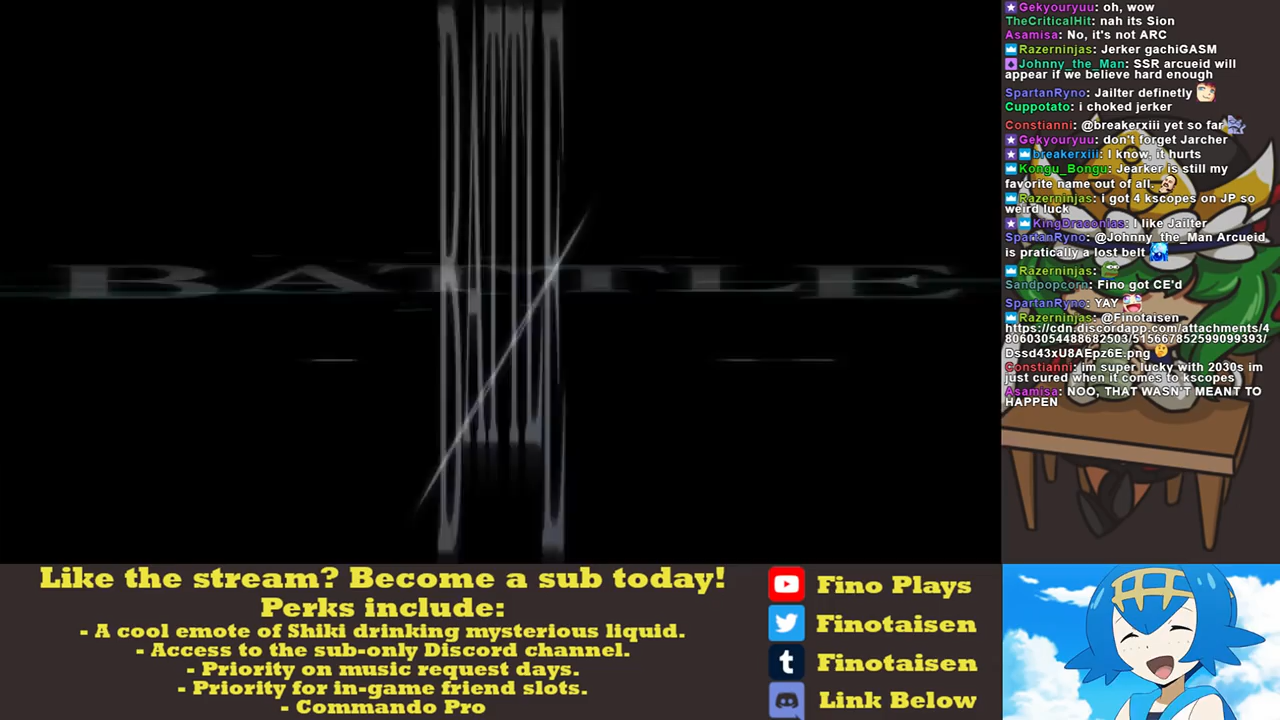 BATTLE
Gekyouryuu: oh, wow
TheCriticalHit: nah its Sion
Asamisa: No, it's not ARC
Razerninjas: Jerker gachiGASM
Johnny_the_Man: SSR arcueid will
appear if we believe hard enough
SpartanRyno: Jailter definetly
Cuppotato: i choked jerker
Constianni: @breakerxiii yet so far
Gekyouryuu: don't forget Jarcher
breakerxiii: I know, it hurts
Kongu_Bongu: Jearker is still my
favorite name out of all.
Razerninjas: i got 4 kscopes on JP so
weird luck
KingDraconias: I like Jailter
SpartanRyno: @Johnny_the_Man Arcueid
is pratically a lost belt
Razerninjas:
Sandpopcorn: Fino got CE'd
SpartanRyno: YAY
Razerninjas: @Finotaisen
https://cdn.discordapp.com/attachments/4
80603054488682503/515667852599099393/
Dssd43xU8AEpz6E.png
Constianni: im super lucky with 2030s im
just cured when it comes to kscopes
Asamisa: NOO, THAT WASN'T MEANT TO
HAPPEN
Like the stream? Become a sub today!
Perks include:
- A cool emote of Shiki drinking mysterious liquid.
- Access to the sub-only Discord channel.
- Priority on music request days.
- Priority for in-game friend slots.
- Commando Pro
Fino Plays
Finotaisen
t Finotaisen
Link Below